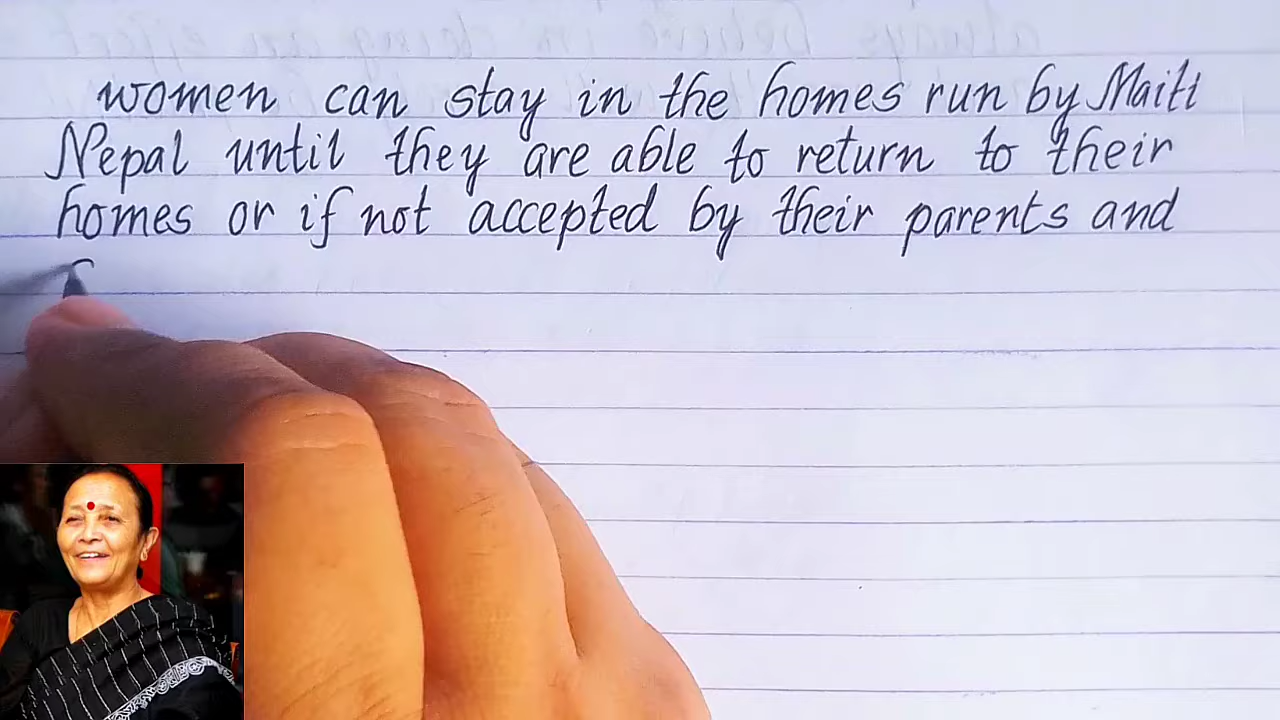 women can stay in the homes run by Maiti
Nepal until they are able to return to their
homes or if not accepted by their parents and